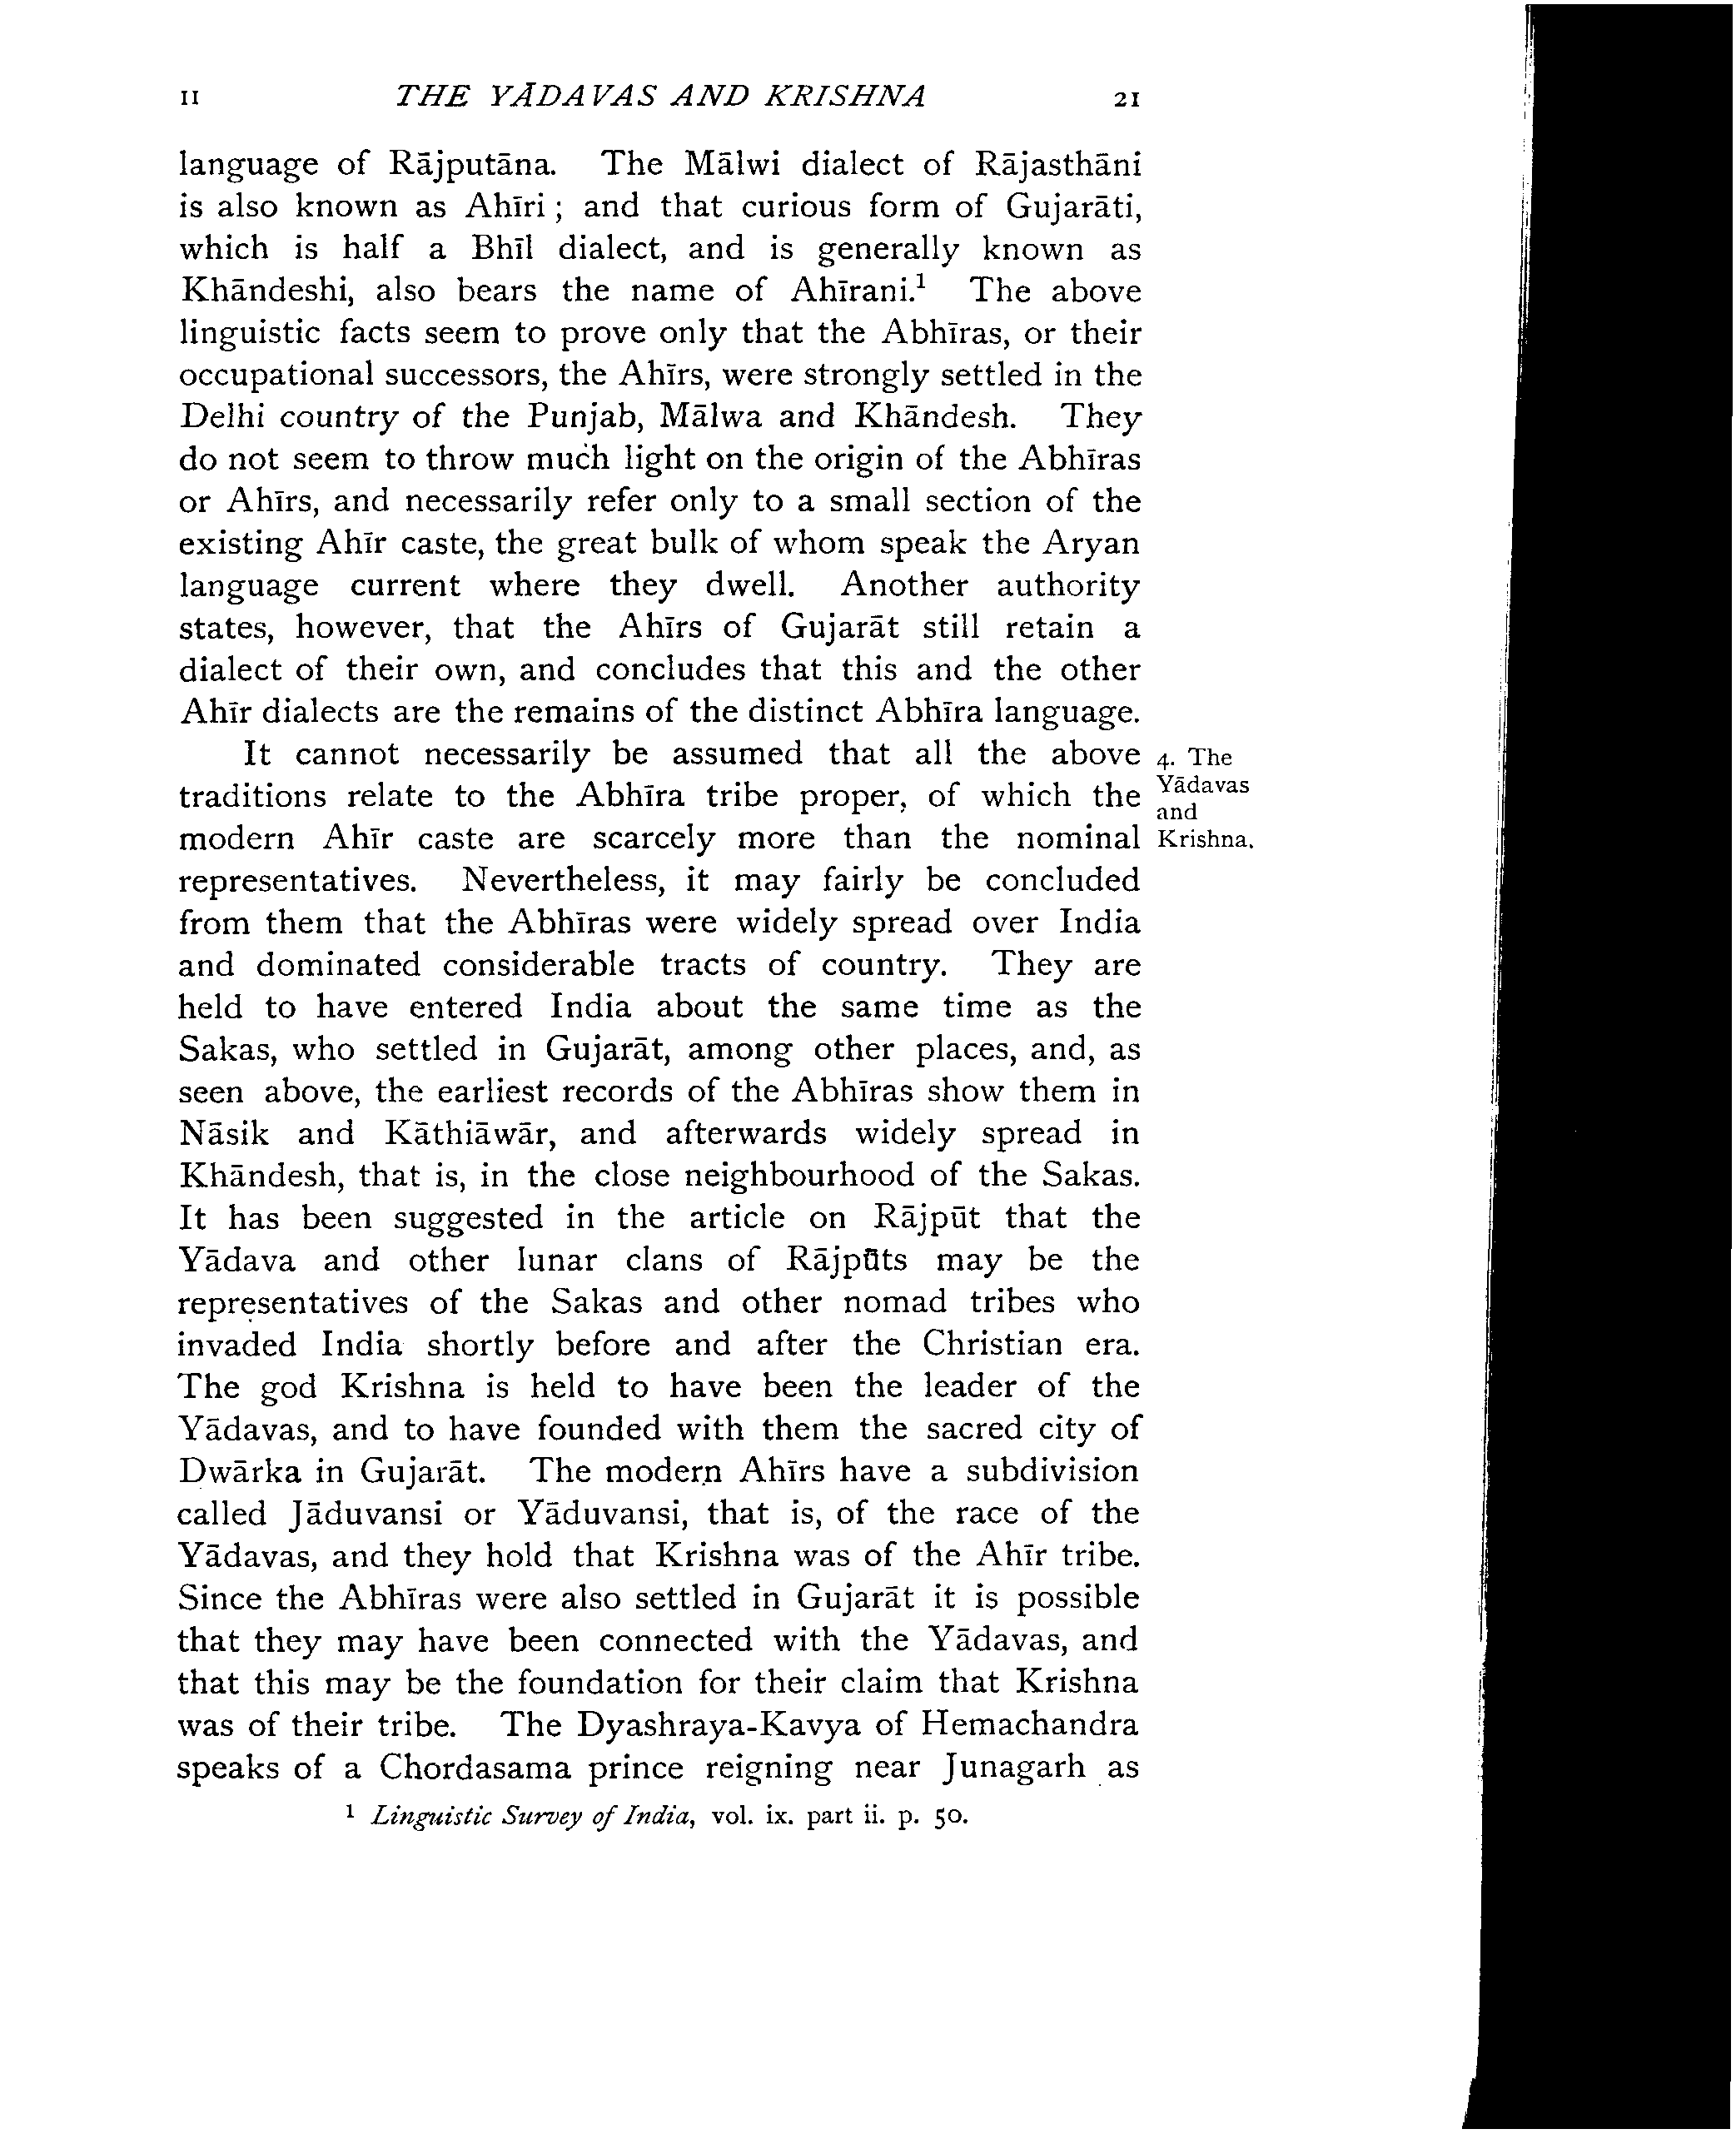 II THE YĀDAVAS AND KRISHNA 21
language of Rājputāna. The Mālwi dialect of Rājasthāni
is also known as Ahīri ; and that curious form of Gujarāti,
which is half a Bhīl dialect, and is generally known as
Khāndeshi, also bears the name of Ahīrani.¹ The above
linguistic facts seem to prove only that the Abhīras, or their
occupational successors, the Ahīrs, were strongly settled in the
Delhi country of the Punjab, Mālwa and Khāndesh. They
do not seem to throw much light on the origin of the Abhīras
or Ahīrs, and necessarily refer only to a small section of the
existing Ahīr caste, the great bulk of whom speak the Aryan
language current where they dwell. Another authority
states, however, that the Ahīrs of Gujarāt still retain a
dialect of their own, and concludes that this and the other
Ahīr dialects are the remains of the distinct Abhīra language.
It cannot necessarily be assumed that all the above
traditions relate to the Abhīra tribe proper, of which the
modern Ahīr caste are scarcely more than the nominal
representatives. Nevertheless, it may fairly be concluded
from them that the Abhīras were widely spread over India
and dominated considerable tracts of country. They are
held to have entered India about the same time as the
Sakas, who settled in Gujarāt, among other places, and, as
seen above, the earliest records of the Abhīras show them in
Nāsik and Kāthiāwār, and afterwards widely spread in
Khāndesh, that is, in the close neighbourhood of the Sakas.
It has been suggested in the article on Rājpūt that the
Yādava and other lunar clans of Rājpūts may be the
representatives of the Sakas and other nomad tribes who
invaded India shortly before and after the Christian era.
The god Krishna is held to have been the leader of the
Yādavas, and to have founded with them the sacred city of
Dwārka in Gujarāt. The modern Ahīrs have a subdivision
called Jāduvansi or Yāduvansi, that is, of the race of the
Yādavas, and they hold that Krishna was of the Ahīr tribe.
Since the Abhīras were also settled in Gujarāt it is possible
that they may have been connected with the Yādavas, and
that this may be the foundation for their claim that Krishna
was of their tribe. The Dyashraya-Kavya of Hemachandra
speaks of a Chordasama prince reigning near Junagarh as
4. The
Yādavas
and
Krishna.
¹ Linguistic Survey of India, vol. ix. part ii. p. 50.